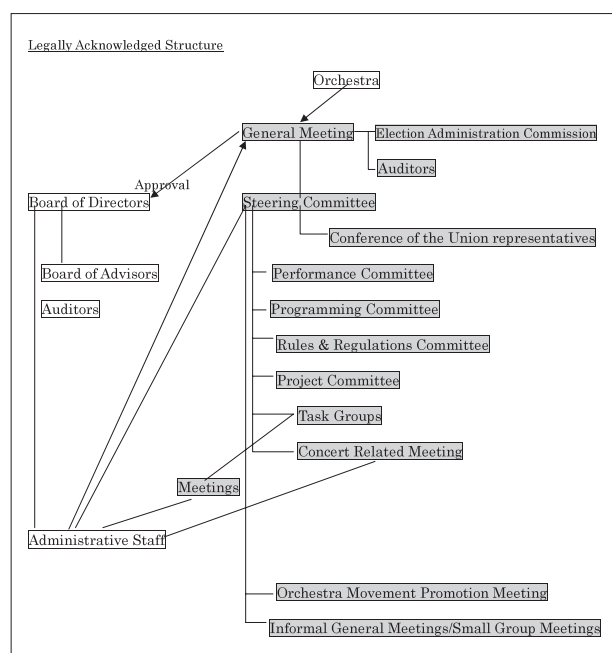 Legally Acknowledged Structure
Orchestra
General Meeting
Election Administration Commission
Auditors
Approval
Board of Directors
Steering Committee
Conference of the Union representatives
Board of Advisors
Performance Committee
Auditors
Programming Committee
Rules & Regulations Committee
Project Committee
Task Groups
Concert Related Meeting
Meetings
Administrative Staff
Orchestra Movement Promotion Meeting
Informal General Meetings/Small Group Meetings